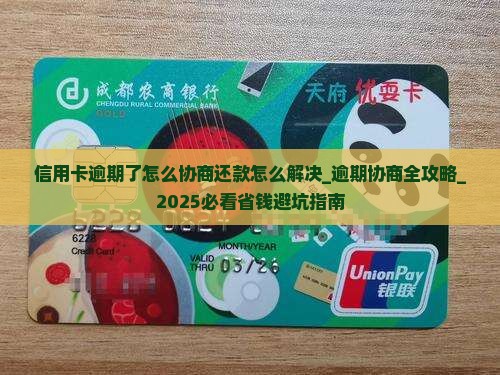 成都农商银行
CHENGDU RURAL COMMERCIAL BANK
GOLD
天府 优耍卡
信用卡逾期了怎么协商还款怎么解决_逾期协商全攻略_
2025必看省钱避坑指南
6228
Credit Card
MONTH/YEAR
VALID
THRU 03/26
UnionPay
银联